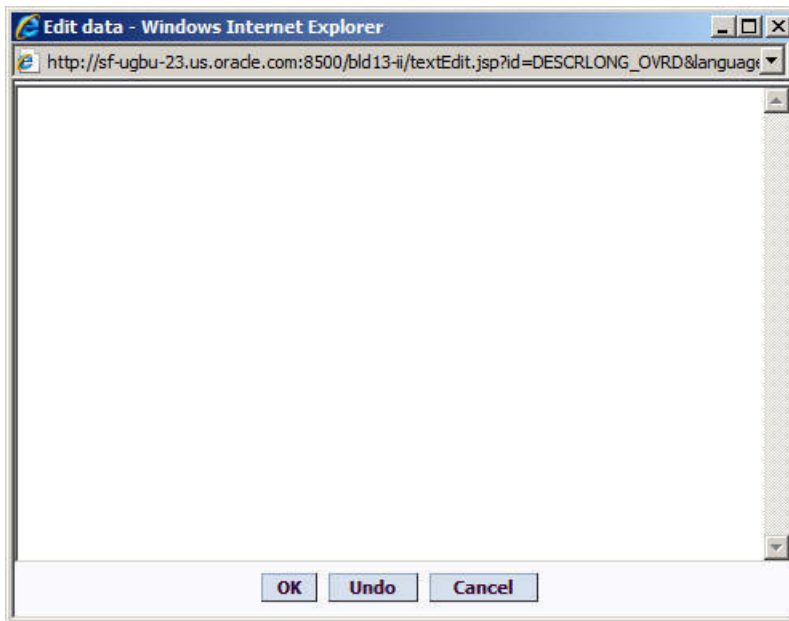 Edit data - Windows Internet Explorer
http://sf-ugbu-23.us.oracle.com:8500/bld13-ii/textEdit.jsp?id=DESCRLONG_OVRD&language
OK Undo Cancel